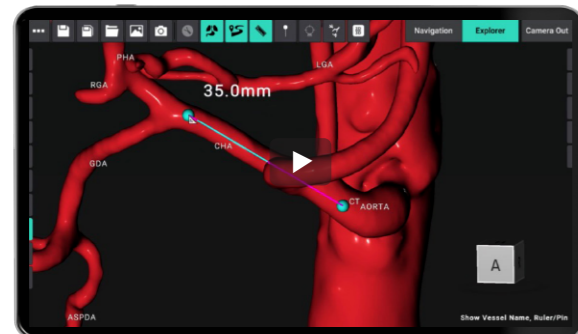 Navigation
Explorer
Camera Out
PHA
LGA
RGA
35.0mm
CHA
GDA
CT
AORTA
A
ASPDA
Show Vessel Name, Ruler/Pin